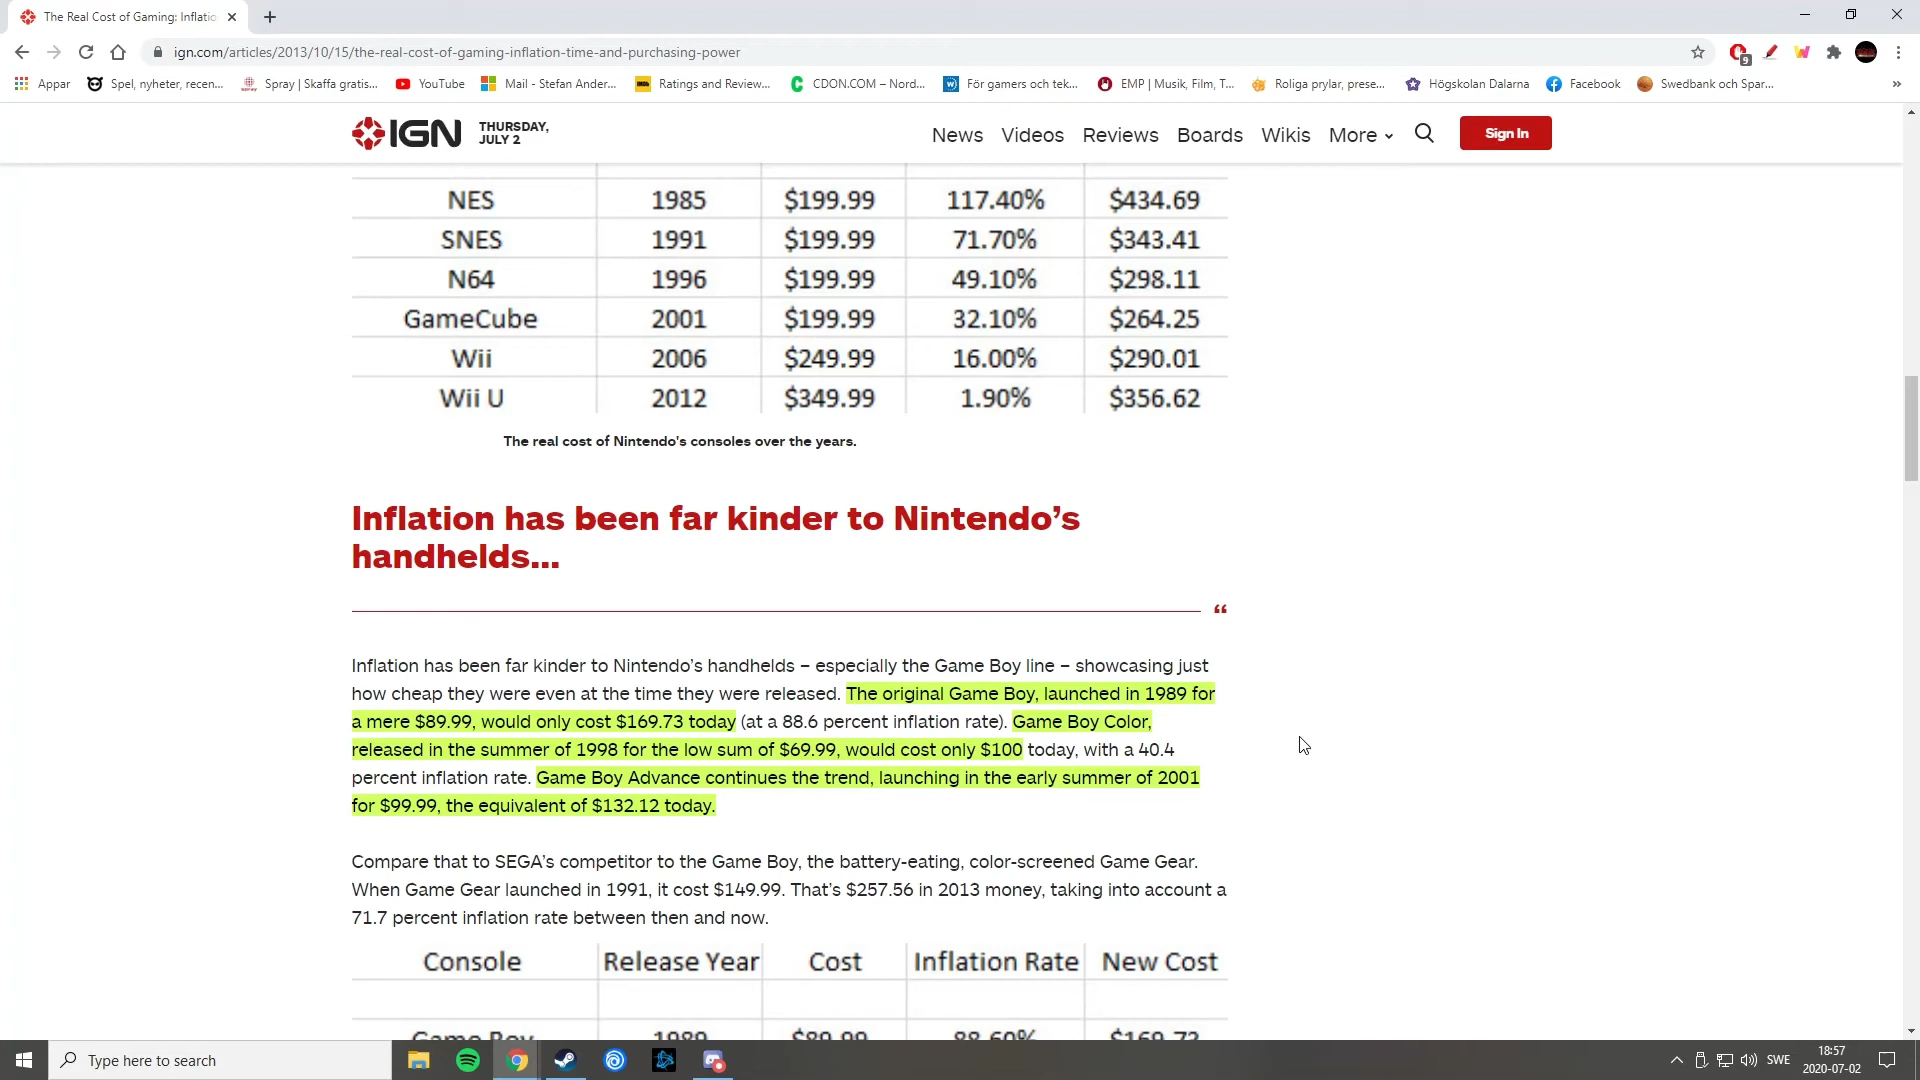 The Real Cost of Gaming: Inflatio
ign.com/articles/2013/10/15/the-real-cost-of-gaming-inflation-time-and-purchasing-power
9
Appar Spel, nyheter, recen... Spray | Skaffa gratis... YouTube Mail - Stefan Ander... Ratings and Review... CDON.COM – Nord... För gamers och tek... EMP | Musik, Film, T... Roliga prylar, prese... Högskolan Dalarna Facebook Swedbank och Spar... »
IGN THURSDAY,
JULY 2
News Videos Reviews Boards Wikis More Sign In
NES 1985 $199.99 117.40% $434.69
SNES 1991 $199.99 71.70% $343.41
N64 1996 $199.99 49.10% $298.11
GameCube 2001 $199.99 32.10% $264.25
Wii 2006 $249.99 16.00% $290.01
Wii U 2012 $349.99 1.90% $356.62
The real cost of Nintendo's consoles over the years.
Inflation has been far kinder to Nintendo’s
handhelds...
“
Inflation has been far kinder to Nintendo’s handhelds – especially the Game Boy line – showcasing just
how cheap they were even at the time they were released. The original Game Boy, launched in 1989 for
a mere $89.99, would only cost $169.73 today (at a 88.6 percent inflation rate). Game Boy Color,
released in the summer of 1998 for the low sum of $69.99, would cost only $100 today, with a 40.4
percent inflation rate. Game Boy Advance continues the trend, launching in the early summer of 2001
for $99.99, the equivalent of $132.12 today.
Compare that to SEGA’s competitor to the Game Boy, the battery-eating, color-screened Game Gear.
When Game Gear launched in 1991, it cost $149.99. That’s $257.56 in 2013 money, taking into account a
71.7 percent inflation rate between then and now.
Console Release Year Cost Inflation Rate New Cost
Game Boy 1989 $89.99 88.60% $169.73
Type here to search
SWE
18:57
2020-07-02